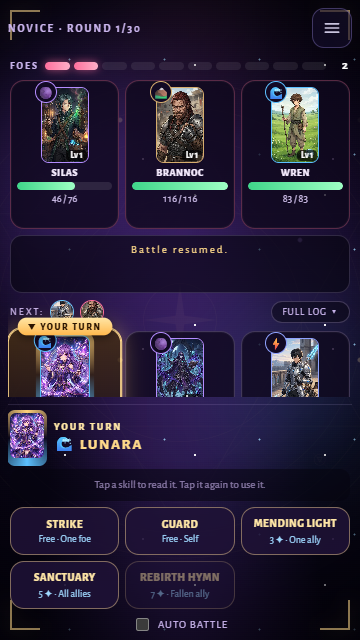 NOVICE · ROUND 1/30
FOES 2
Lv1 Lv1 Lv1
SILAS BRANNOC WREN
46/76 116/116 83/83
Battle resumed.
NEXT: FULL LOG ▼
▼ YOUR TURN
YOUR TURN
LUNARA
Tap a skill to read it. Tap it again to use it.
STRIKE GUARD MENDING LIGHT
Free · One foe Free · Self 3 ✦ · One ally
SANCTUARY REBIRTH HYMN
5 ✦ · All allies 7 ✦ · Fallen ally
AUTO BATTLE